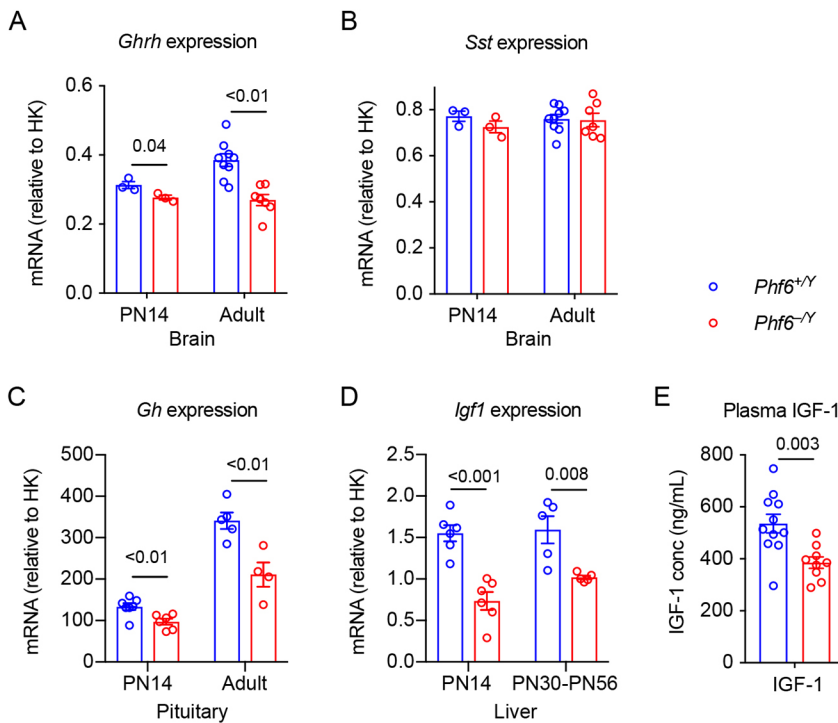 A
Ghrh expression
mRNA (relative to HK)
0.6
0.4
0.2
0.0
0.04
<0.01
PN14
Adult
Brain
B
Sst expression
mRNA (relative to HK)
0.8
0.6
0.4
0.2
0.0
PN14
Adult
Brain
Phf6+/Y
Phf6–/Y
C
Gh expression
mRNA (relative to HK)
500
400
300
200
100
0
<0.01
<0.01
PN14
Adult
Pituitary
D
Igf1 expression
mRNA (relative to HK)
2.5
2.0
1.5
1.0
0.5
0.0
<0.001
0.008
PN14
PN30-PN56
Liver
E
Plasma IGF-1
IGF-1 conc (ng/mL)
800
600
400
200
0
0.003
IGF-1